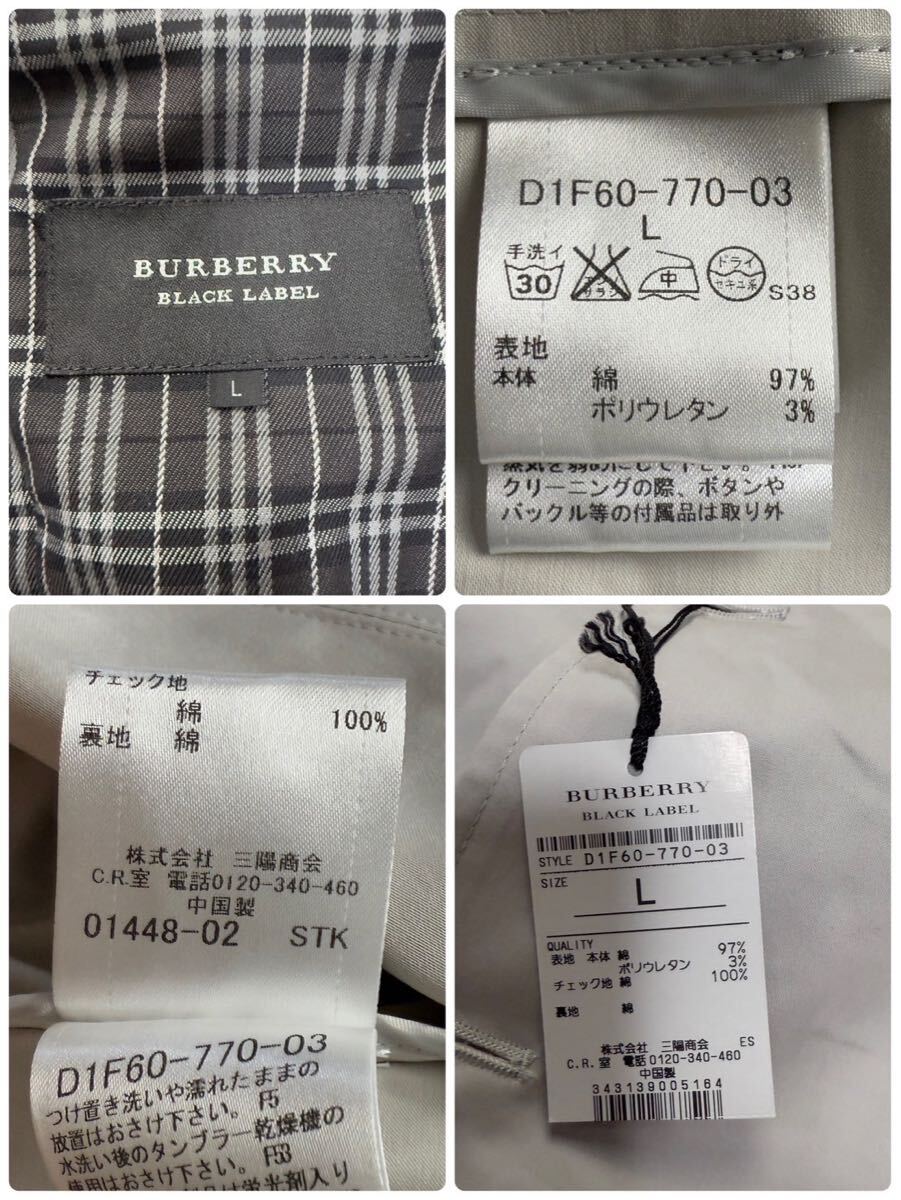 BURBERRY
BLACK LABEL
L
D1F60-770-03
L
手洗イ
30
中
ドライ
セキユ系
S38
表地
本体 綿 97%
ポリウレタン 3%
クリーニングの際、ボタンや
バックル等の付属品は取り外
チェック地
綿 100%
裏地 綿
株式会社 三陽商会
C.R.室 電話0120-340-460
中国製
01448-02 STK
D1F60-770-03
つけ置き洗いや濡れたままの
放置はおさけ下さい。 F5
水洗い後のタンブラー乾燥機の
使用はおさけ下さい。 F53
BURBERRY
BLACK LABEL
STYLE D1F60-770-03
SIZE
L
QUALITY
表地 本体 綿 97%
ポリウレタン 3%
チェック地 綿 100%
裏地 綿
株式会社 三陽商会 ES
C.R.室 電話0120-340-460
中国製
343139005164